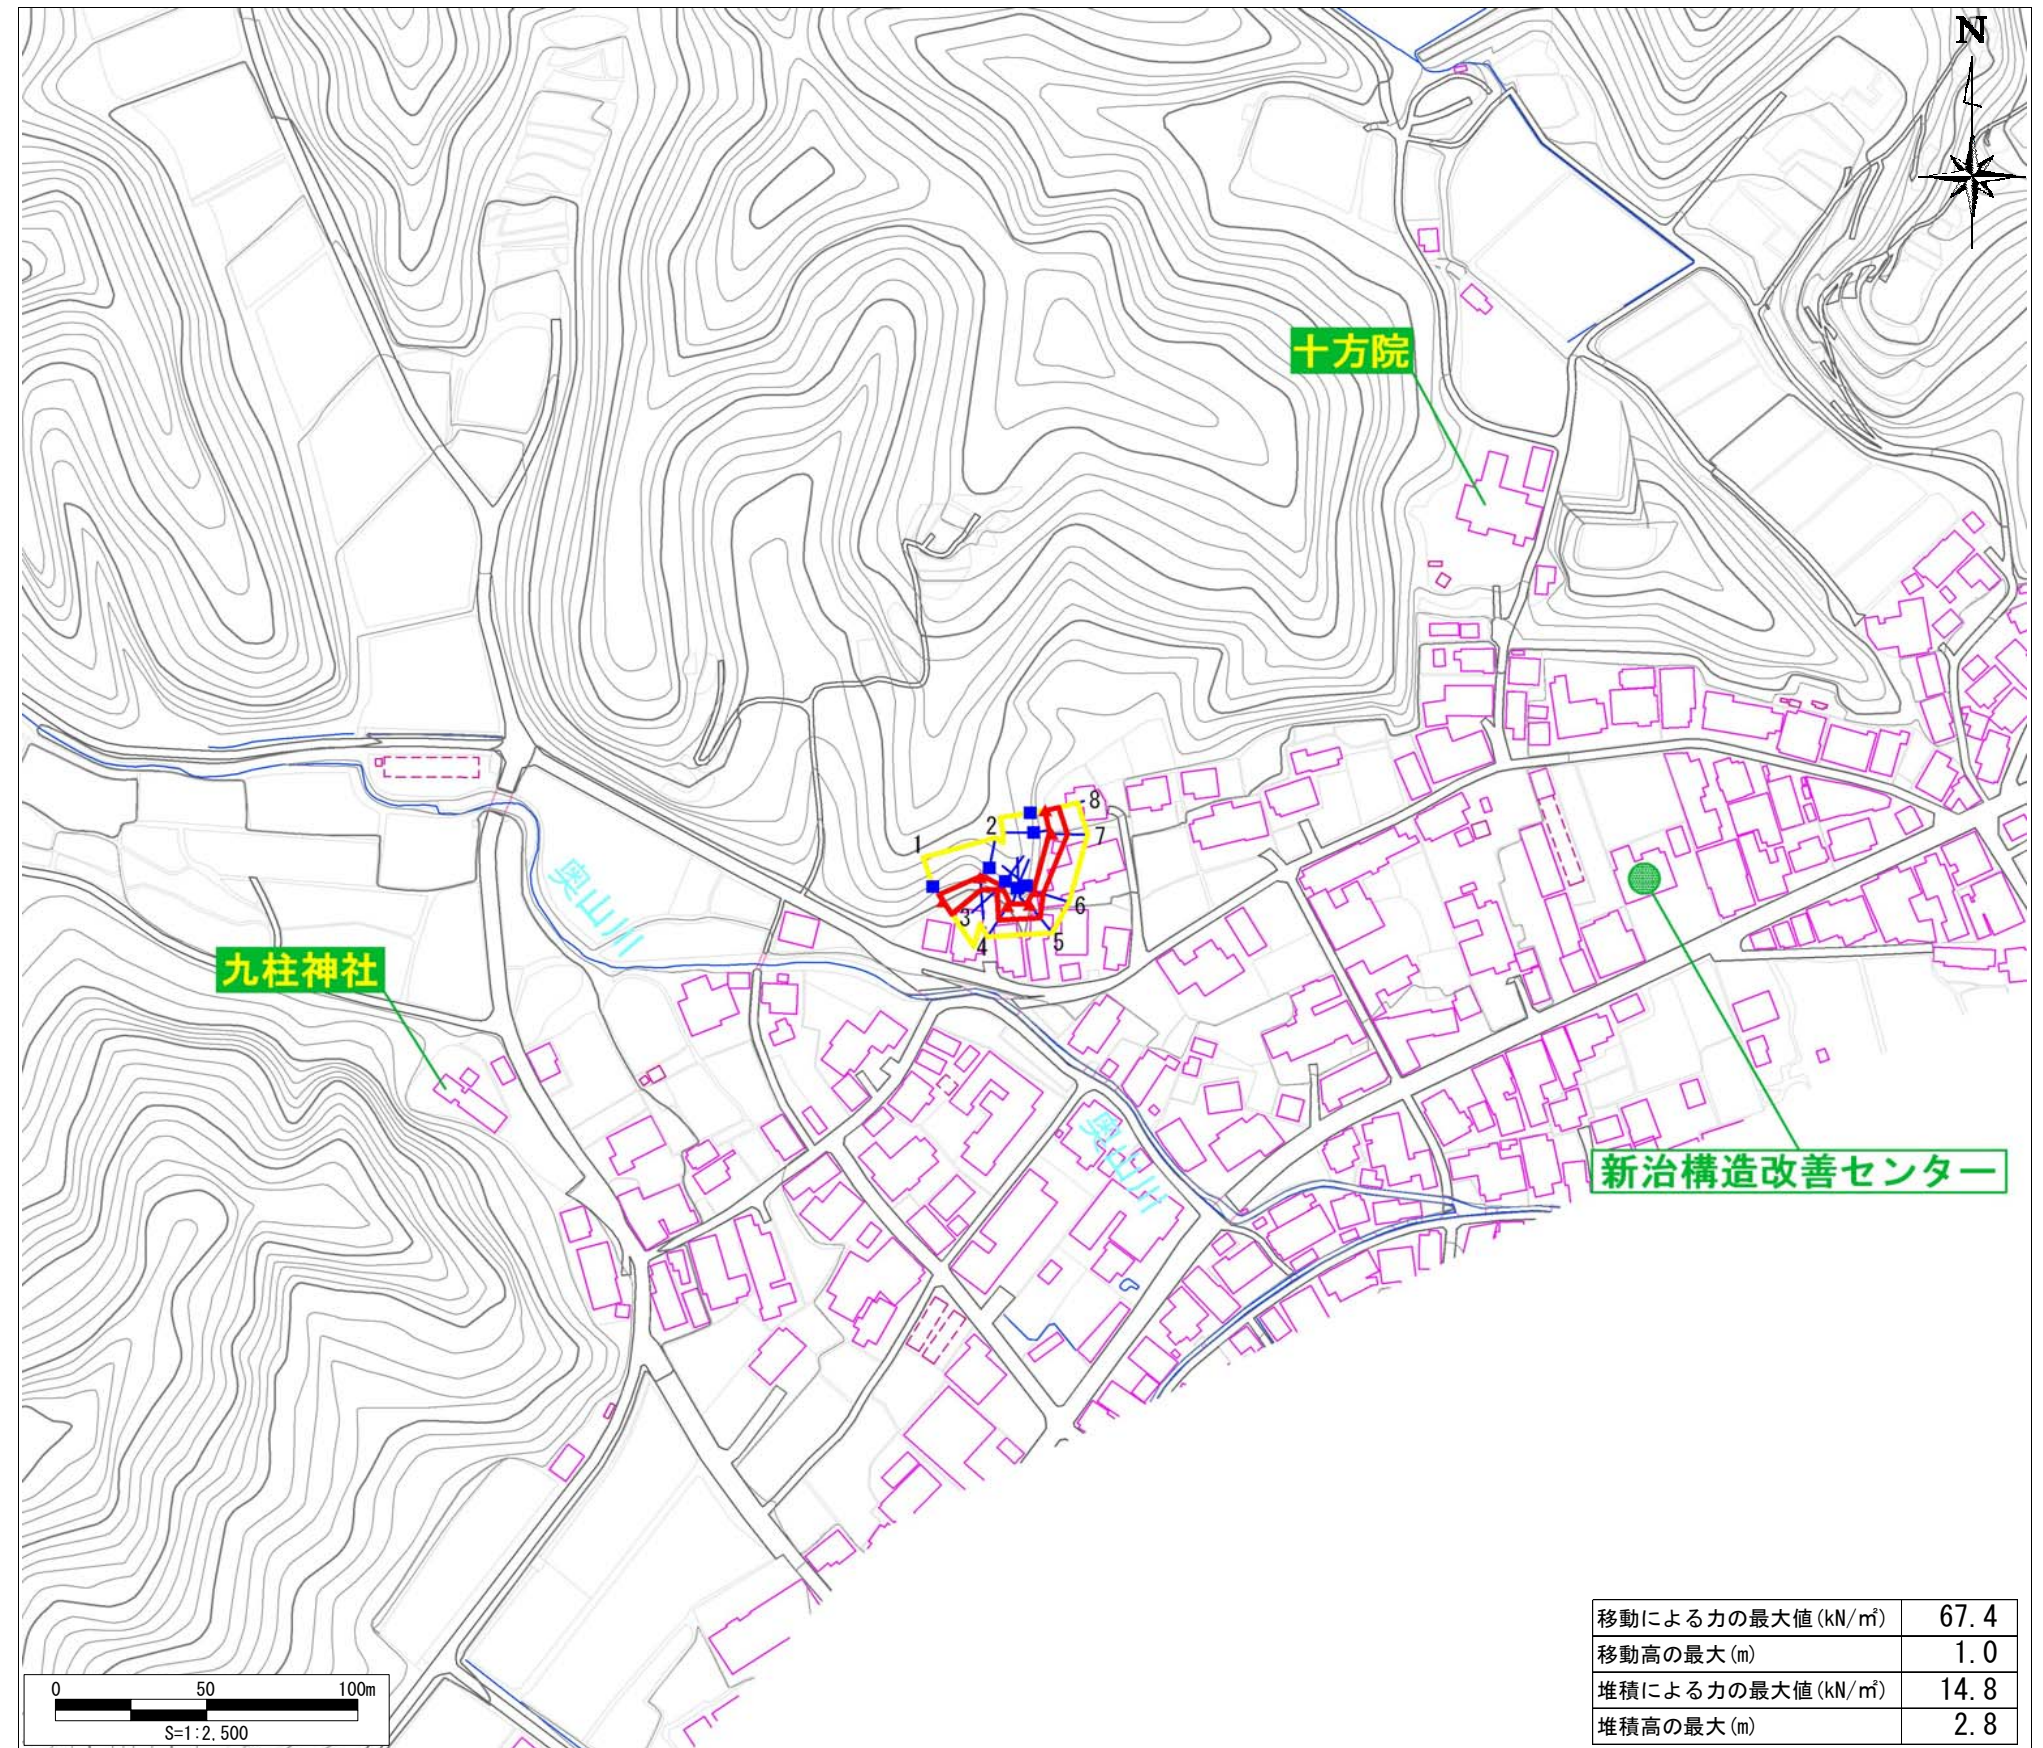 N
十方院
8
2
7
1
6
3
5
4
奥山川
九柱神社
奥山川
新治構造改善センター
移動による力の最大値(kN/㎡) 67.4
移動高の最大(m) 1.0
堆積による力の最大値(kN/㎡) 14.8
堆積高の最大(m) 2.8
0 50 100m
S=1:2,500